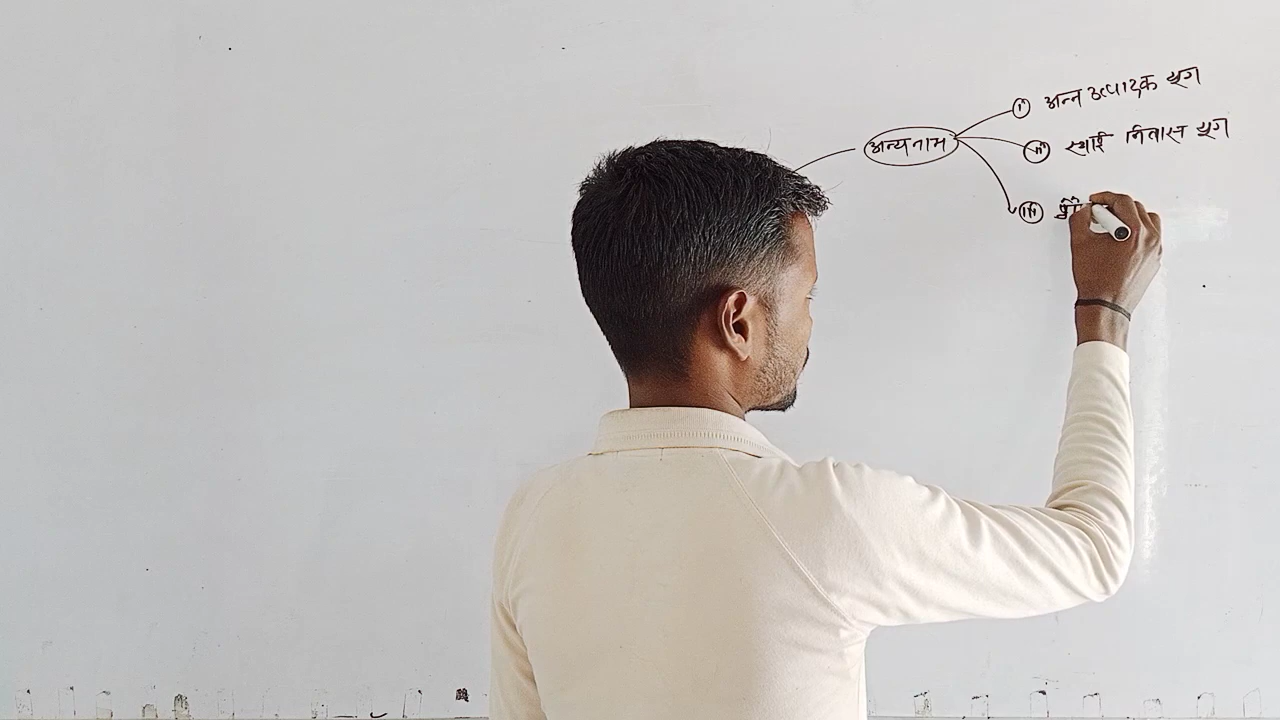 अन्यनाम
i अन्न उत्पादक युग
ii स्थाई निवास युग
iii